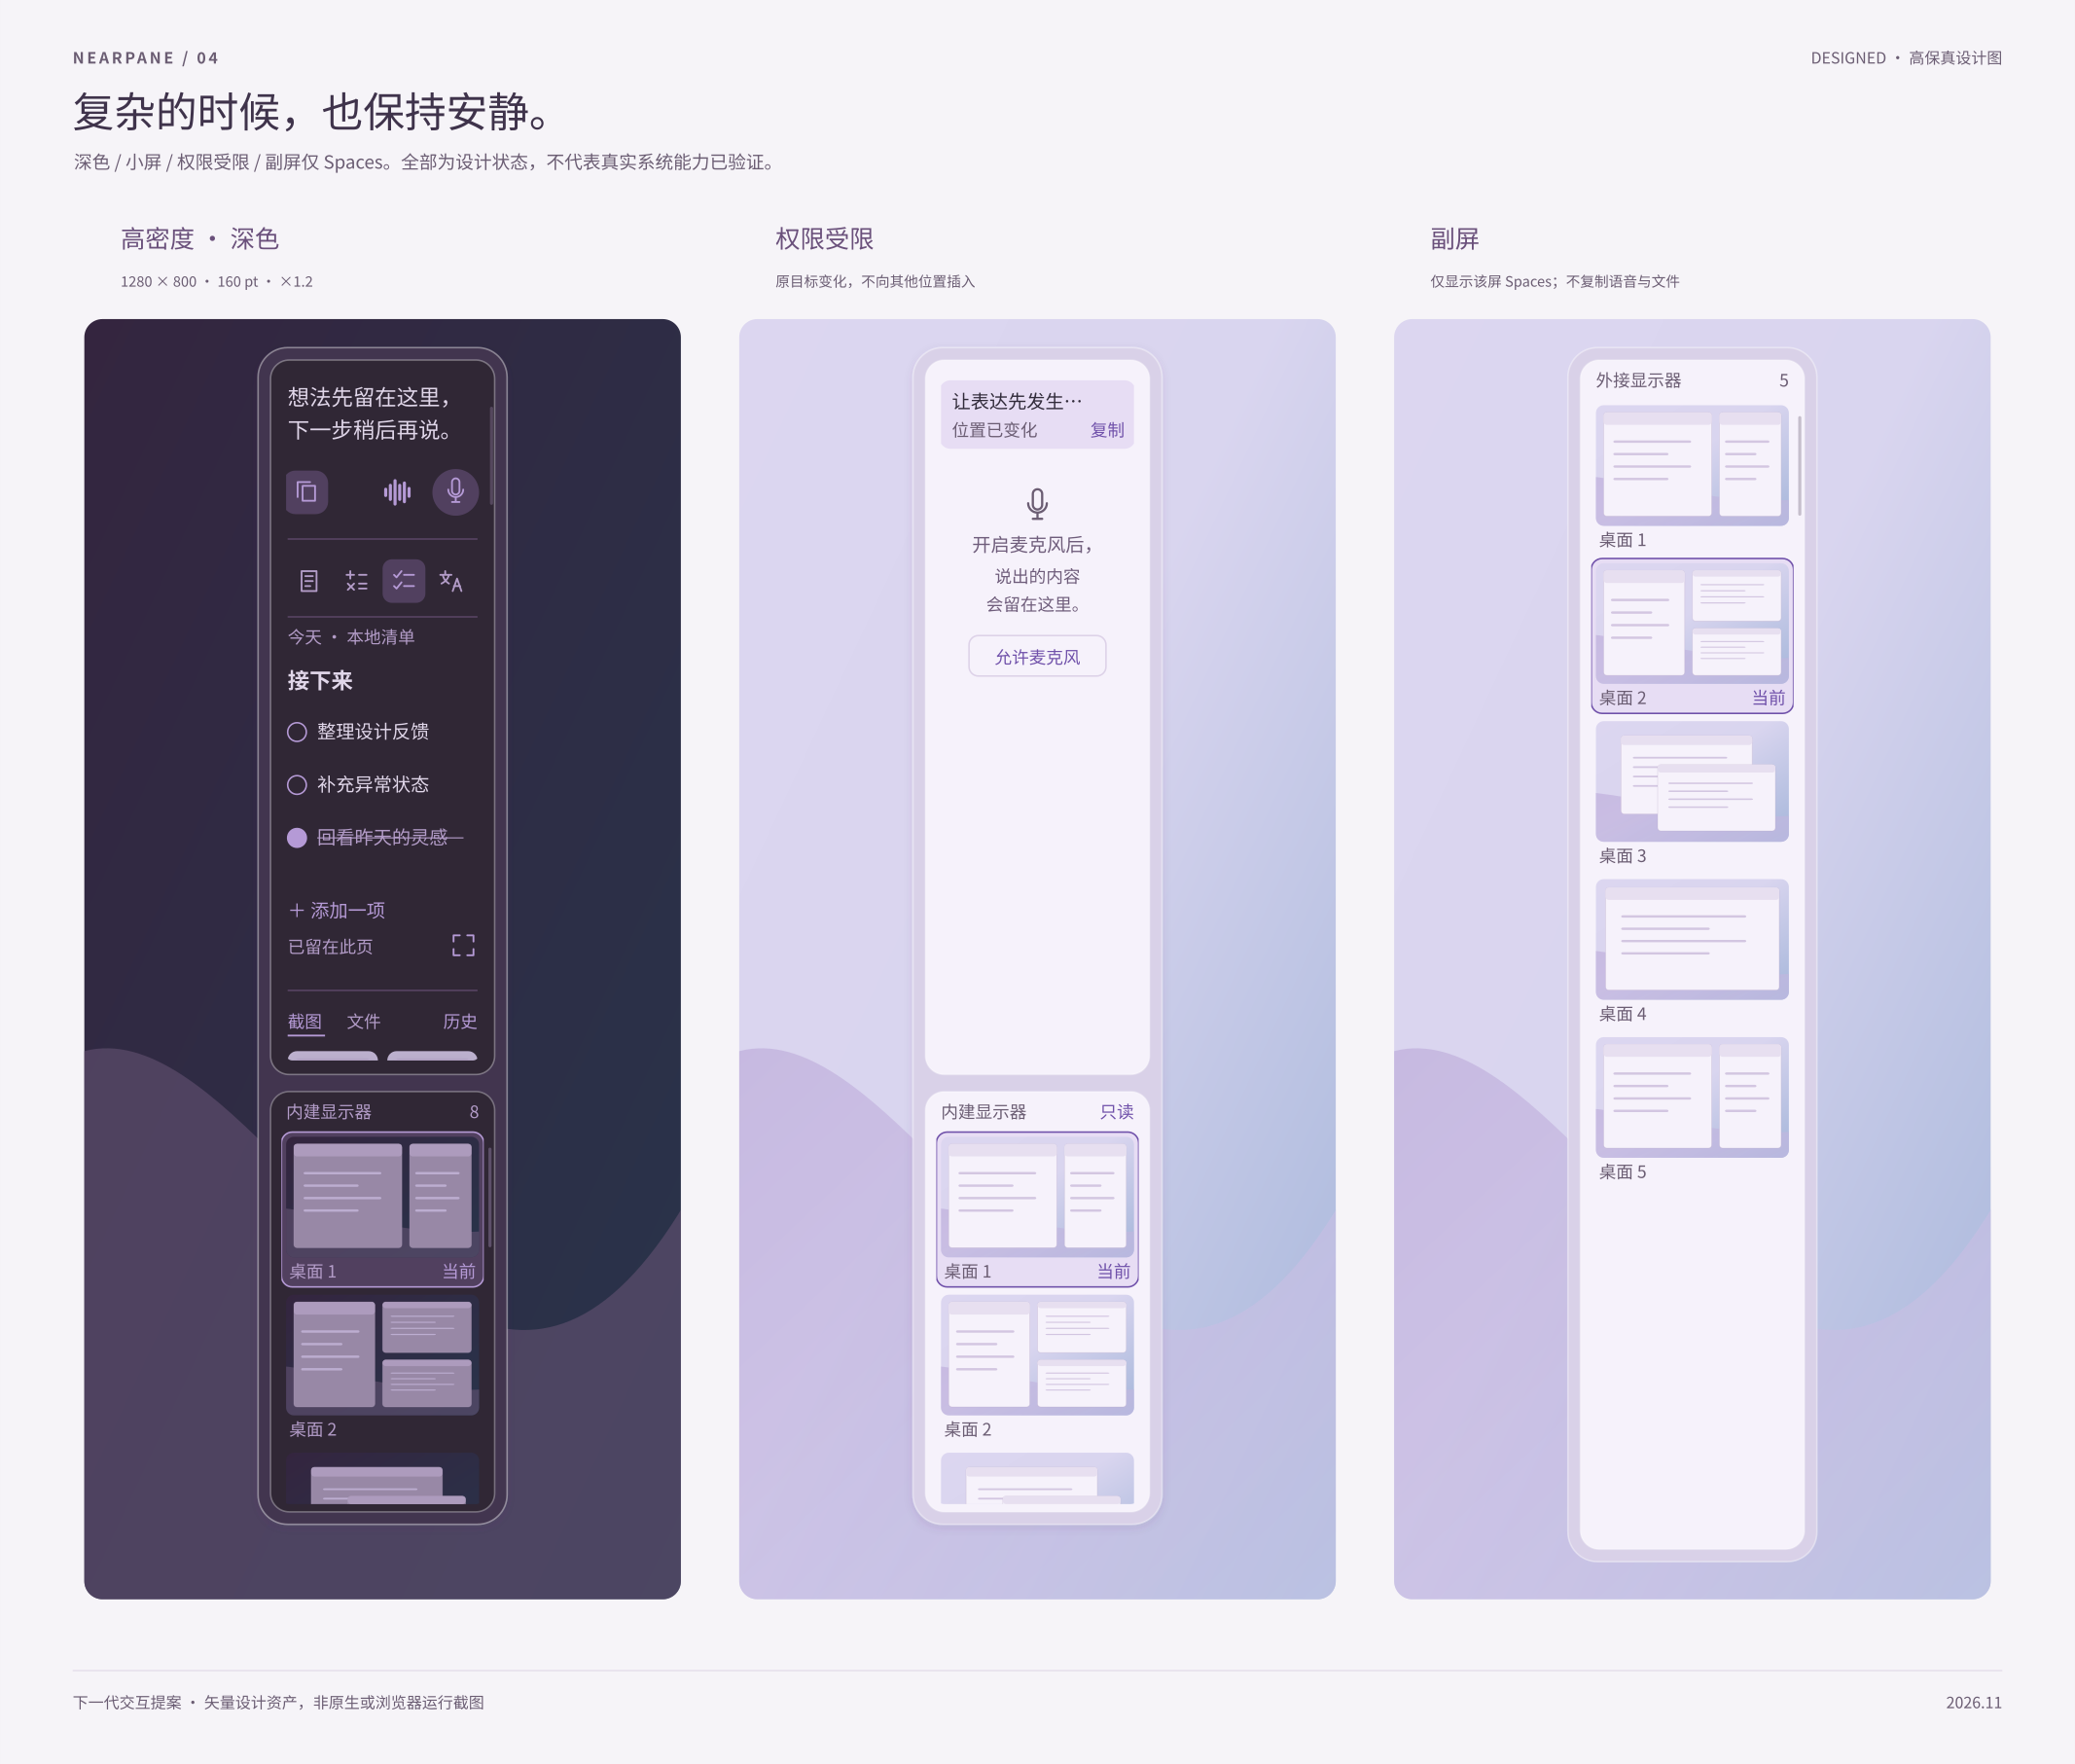 NEARPANE / 04
DESIGNED · 高保真设计图
复杂的时候，也保持安静。
深色 / 小屏 / 权限受限 / 副屏仅 Spaces。全部为设计状态，不代表真实系统能力已验证。
高密度 · 深色
1280 × 800 · 160 pt · ×1.2
想法先留在这里，
下一步稍后再说。
今天 · 本地清单
接下来
整理设计反馈
补充异常状态
回看昨天的灵感
＋ 添加一项
已留在此页
截图 文件 历史
内建显示器 8
桌面 1 当前
桌面 2
权限受限
原目标变化，不向其他位置插入
让表达先发生…
位置已变化 复制
开启麦克风后，
说出的内容
会留在这里。
允许麦克风
内建显示器 只读
桌面 1 当前
桌面 2
副屏
仅显示该屏 Spaces；不复制语音与文件
外接显示器 5
桌面 1
桌面 2 当前
桌面 3
桌面 4
桌面 5
下一代交互提案 · 矢量设计资产，非原生或浏览器运行截图
2026.11